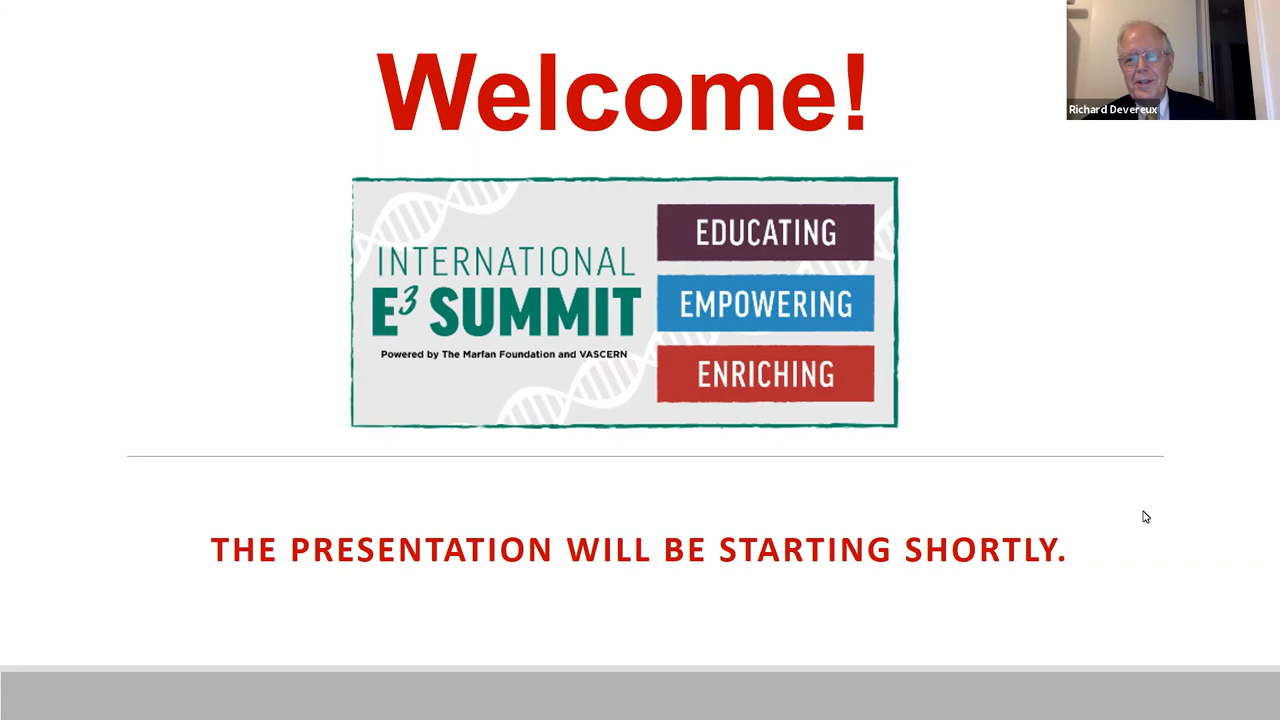 Welcome!
Richard Devereux
INTERNATIONAL
E³ SUMMIT
Powered by The Marfan Foundation and VASCERN
EDUCATING
EMPOWERING
ENRICHING
THE PRESENTATION WILL BE STARTING SHORTLY.